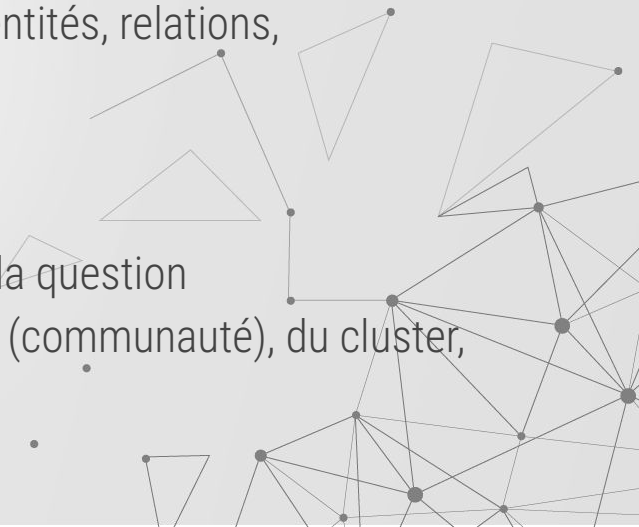 ntités, relations,
la question
(communauté), du cluster,